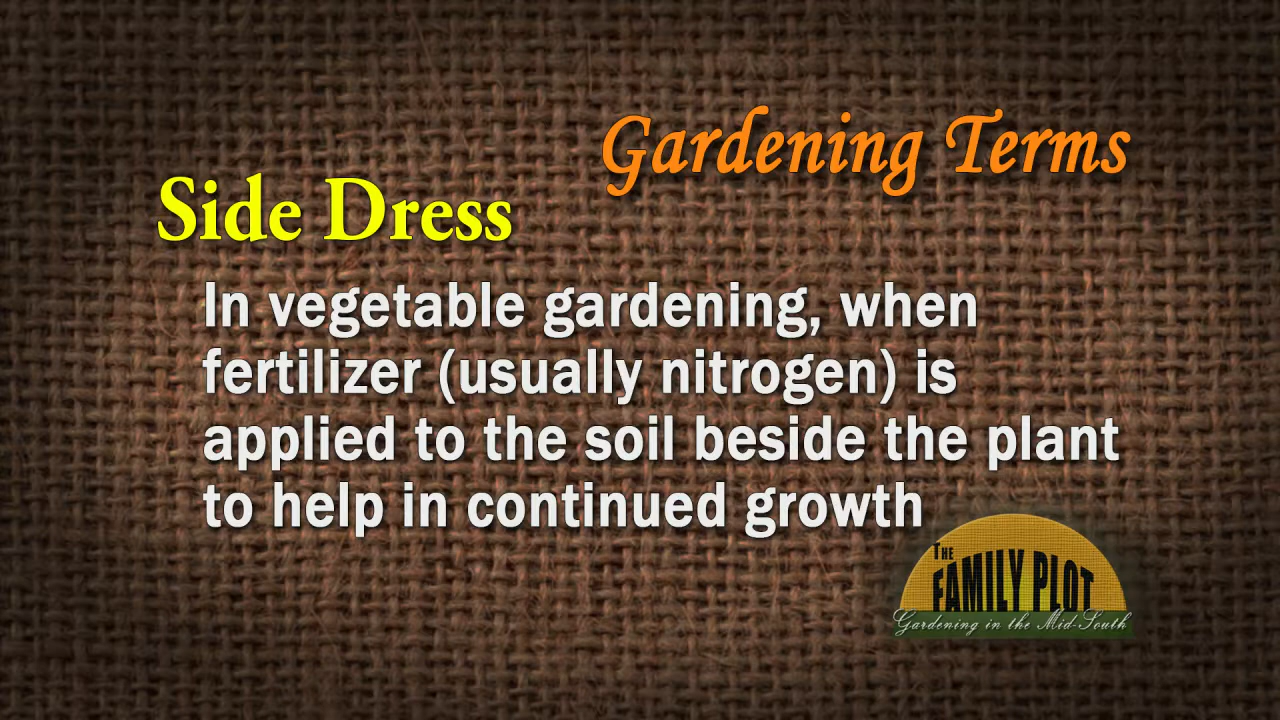 Gardening Terms
Side Dress
In vegetable gardening, when
fertilizer (usually nitrogen) is
applied to the soil beside the plant
to help in continued growth
THE
FAMILY PLOT
Gardening in the Mid-South